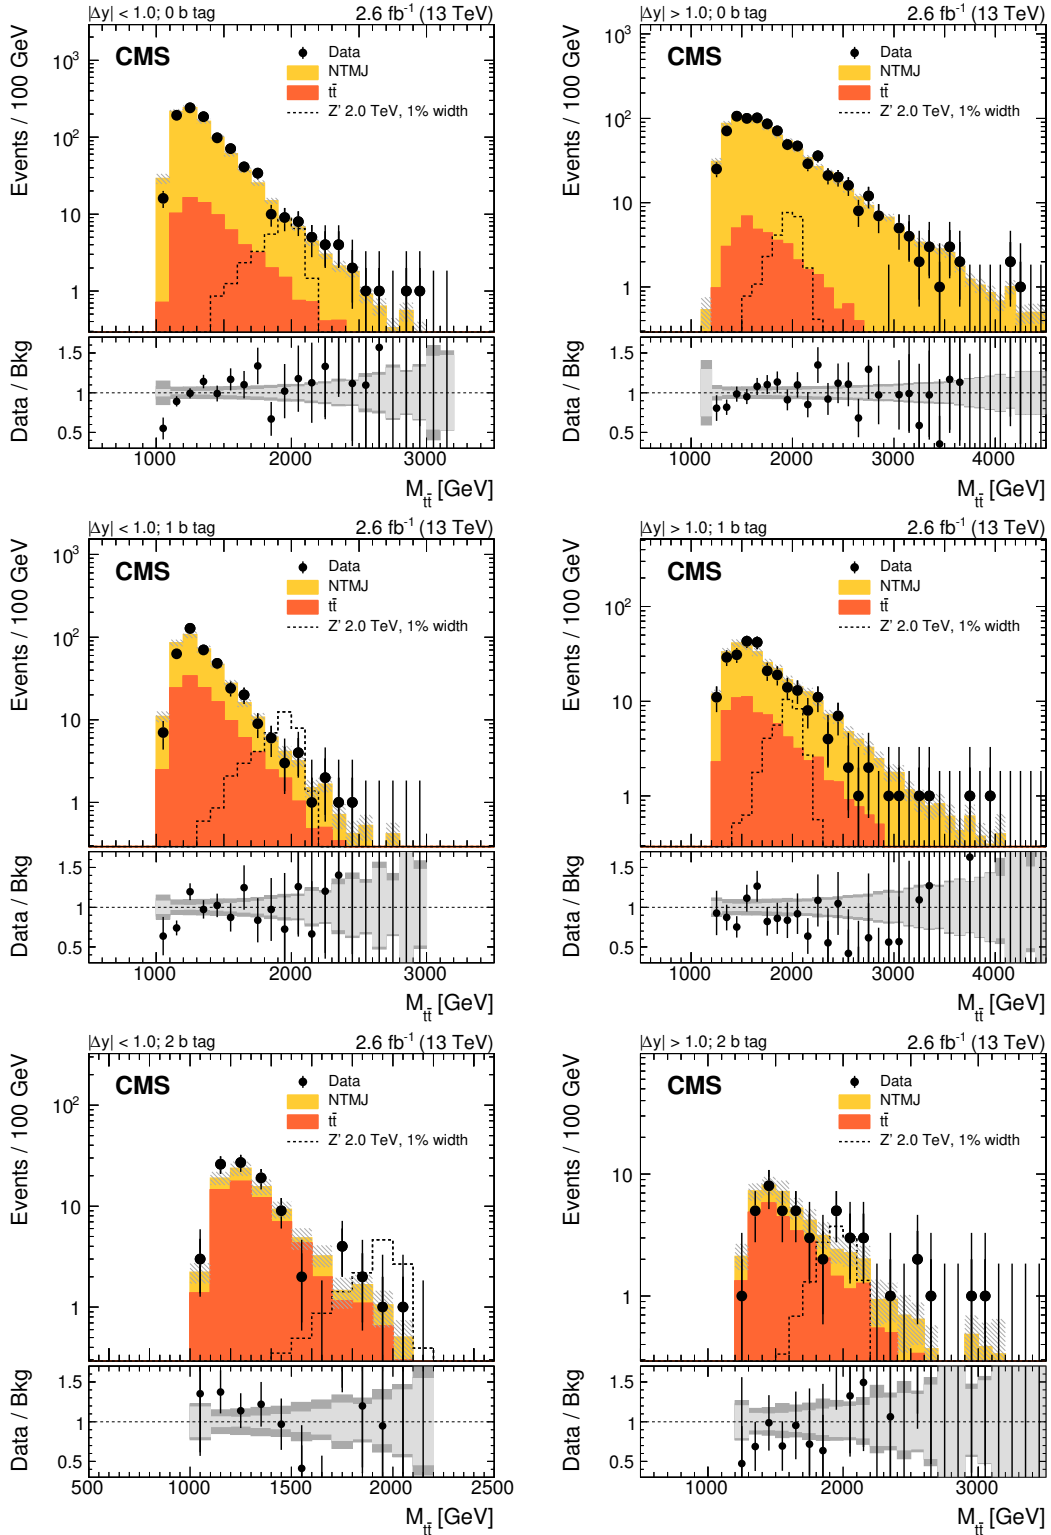 |Δy| < 1.0; 0 b tag 2.6 fb⁻¹ (13 TeV)
CMS
Data
NTMJ
tt̄
Z' 2.0 TeV, 1% width
Events / 100 GeV
10³
10²
10
1
Data / Bkg
1.5
1
0.5
1000 2000 3000
M_tt̄ [GeV]
|Δy| > 1.0; 0 b tag 2.6 fb⁻¹ (13 TeV)
CMS
Data
NTMJ
tt̄
Z' 2.0 TeV, 1% width
Events / 100 GeV
10³
10²
10
1
Data / Bkg
1.5
1
0.5
1000 2000 3000 4000
M_tt̄ [GeV]
|Δy| < 1.0; 1 b tag 2.6 fb⁻¹ (13 TeV)
CMS
Data
NTMJ
tt̄
Z' 2.0 TeV, 1% width
Events / 100 GeV
10³
10²
10
1
Data / Bkg
1.5
1
0.5
1000 2000 3000
M_tt̄ [GeV]
|Δy| > 1.0; 1 b tag 2.6 fb⁻¹ (13 TeV)
CMS
Data
NTMJ
tt̄
Z' 2.0 TeV, 1% width
Events / 100 GeV
10²
10
1
Data / Bkg
1.5
1
0.5
1000 2000 3000 4000
M_tt̄ [GeV]
|Δy| < 1.0; 2 b tag 2.6 fb⁻¹ (13 TeV)
CMS
Data
NTMJ
tt̄
Z' 2.0 TeV, 1% width
Events / 100 GeV
10²
10
1
Data / Bkg
1.5
1
0.5
500 1000 1500 2000 2500
M_tt̄ [GeV]
|Δy| > 1.0; 2 b tag 2.6 fb⁻¹ (13 TeV)
CMS
Data
NTMJ
tt̄
Z' 2.0 TeV, 1% width
Events / 100 GeV
10
1
Data / Bkg
1.5
1
0.5
1000 2000 3000
M_tt̄ [GeV]